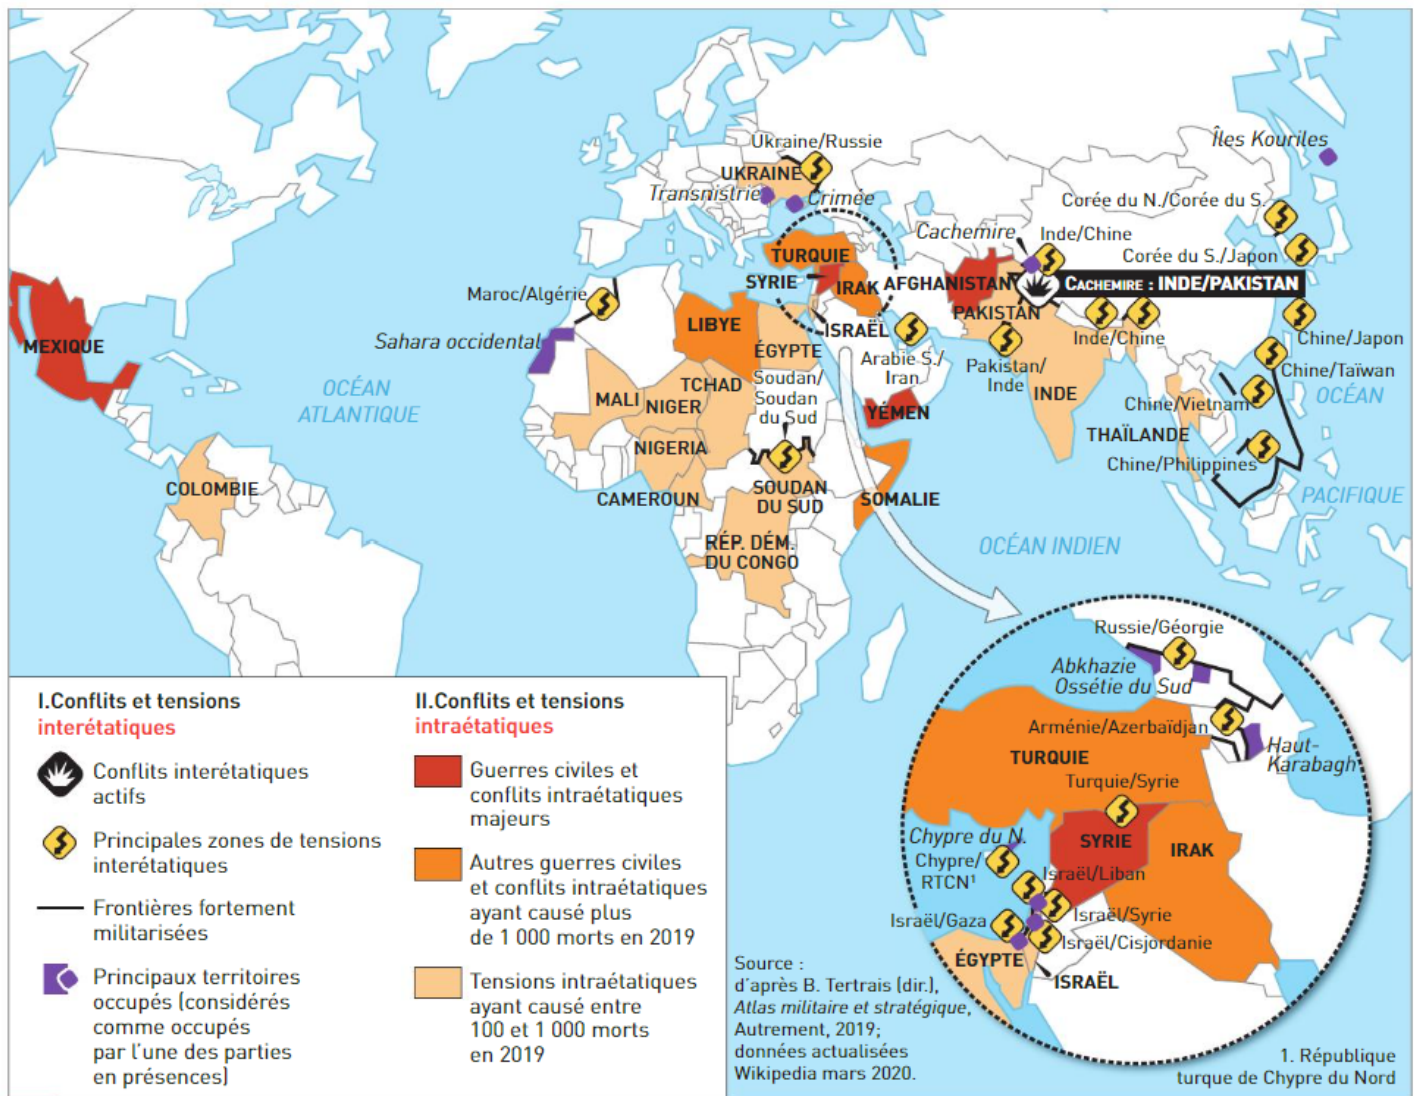 Ukraine/Russie
UKRAINE
Transnistrie
Crimée
Îles Kouriles
Corée du N./Corée du S.
Cachemire
Inde/Chine
Corée du S./Japon
TURQUIE
SYRIE
IRAK
AFGHANISTAN
CACHEMIRE : INDE/PAKISTAN
Maroc/Algérie
PAKISTAN
LIBYE
ISRAËL
Inde/Chine
Chine/Japon
MEXIQUE
Sahara occidental
ÉGYPTE
Arabie S./
Iran
Pakistan/
Inde
Chine/Taïwan
OCÉAN
ATLANTIQUE
TCHAD
Soudan/
Soudan
du Sud
MALI
NIGER
INDE
Chine/Vietnam
OCÉAN
PACIFIQUE
YÉMEN
THAÏLANDE
NIGERIA
Chine/Philippines
COLOMBIE
CAMEROUN
SOUDAN
DU SUD
SOMALIE
RÉP. DÉM.
DU CONGO
OCÉAN INDIEN
Russie/Géorgie
Abkhazie
Ossétie du Sud
Arménie/Azerbaïdjan
Haut-
Karabagh
TURQUIE
Turquie/Syrie
Chypre du N.
SYRIE
IRAK
Chypre/
RTCN¹
Israël/Liban
Israël/Gaza
Israël/Syrie
Israël/Cisjordanie
ÉGYPTE
ISRAËL
I.Conflits et tensions
interétatiques
Conflits interétatiques
actifs
Principales zones de tensions
interétatiques
Frontières fortement
militarisées
Principaux territoires
occupés (considérés
comme occupés
par l'une des parties
en présences)
II.Conflits et tensions
intraétatiques
Guerres civiles et
conflits intraétatiques
majeurs
Autres guerres civiles
et conflits intraétatiques
ayant causé plus
de 1 000 morts en 2019
Tensions intraétatiques
ayant causé entre
100 et 1 000 morts
en 2019
Source :
d'après B. Tertrais (dir.),
Atlas militaire et stratégique,
Autrement, 2019;
données actualisées
Wikipedia mars 2020.
1. République
turque de Chypre du Nord